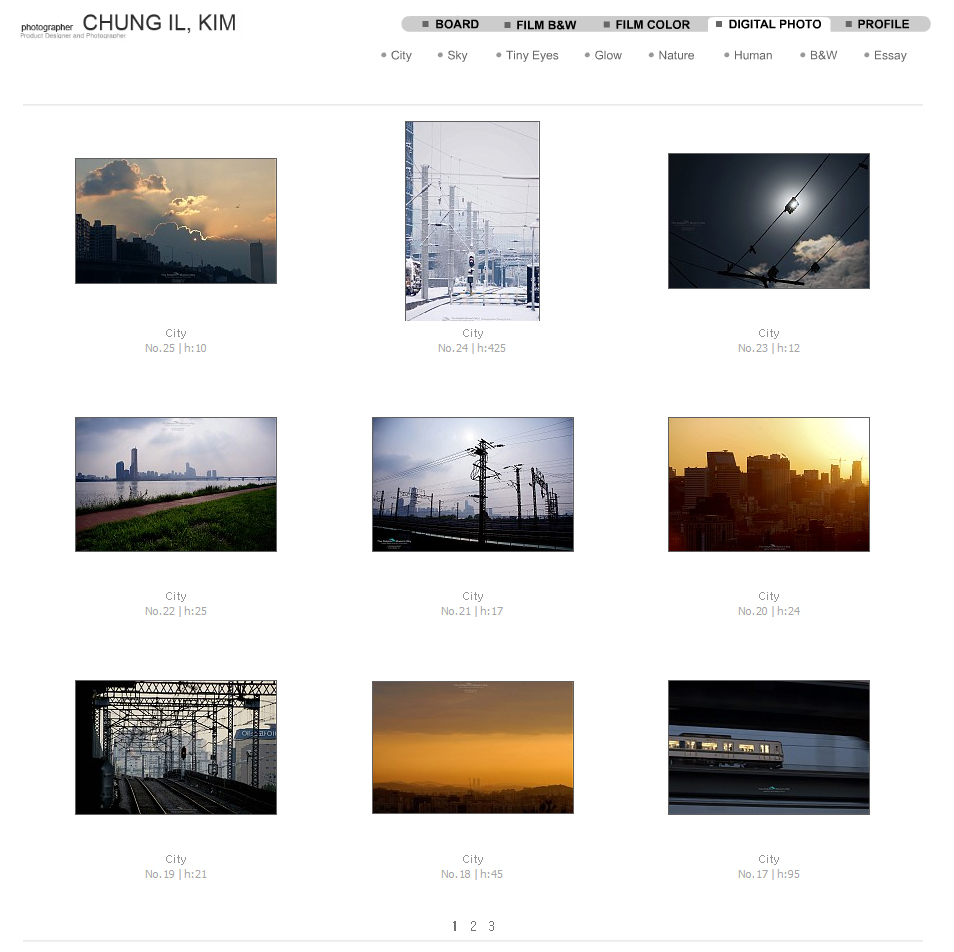 photographer CHUNG IL, KIM
Product Designer and Photographer
BOARD FILM B&W FILM COLOR DIGITAL PHOTO PROFILE
City Sky Tiny Eyes Glow Nature Human B&W Essay
City
No.25 | h:10
City
No.24 | h:425
City
No.23 | h:12
City
No.22 | h:25
City
No.21 | h:17
City
No.20 | h:24
City
No.19 | h:21
City
No.18 | h:45
City
No.17 | h:95
1 2 3